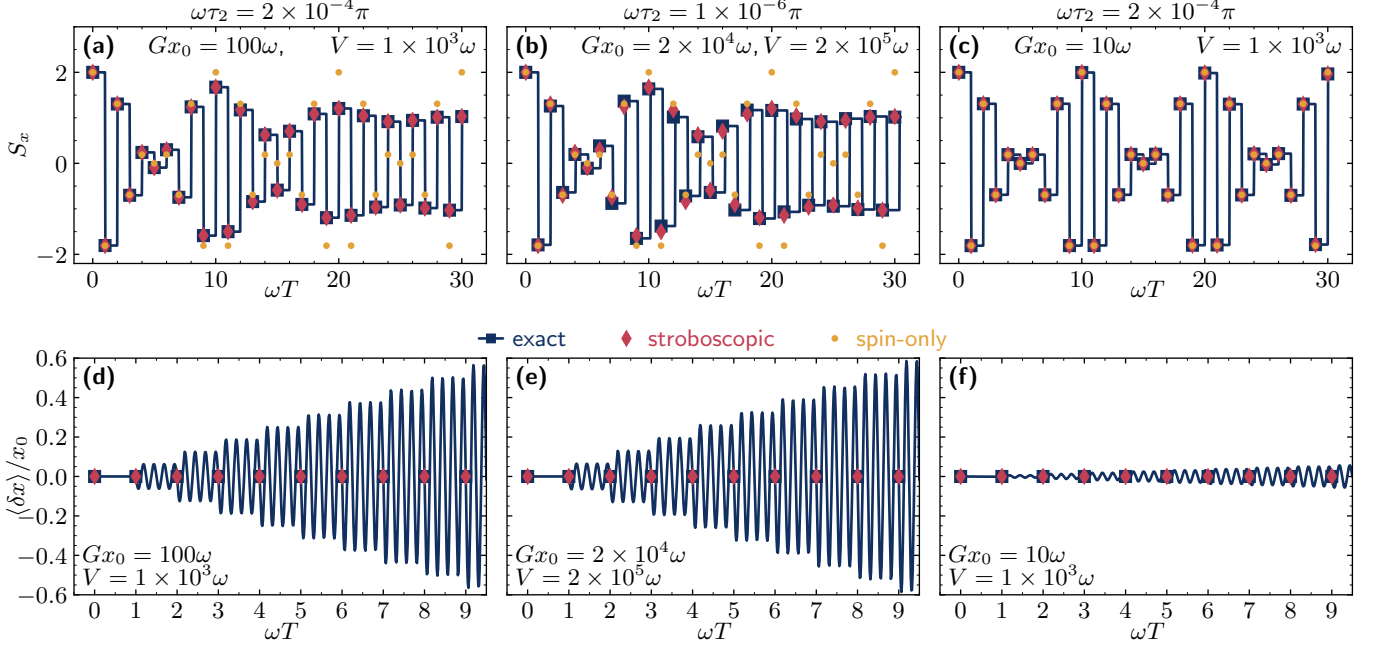 ωτ₂ = 2 × 10⁻⁴π
ωτ₂ = 1 × 10⁻⁶π
ωτ₂ = 2 × 10⁻⁴π
(a) Gx₀ = 100ω, V = 1 × 10³ω
(b) Gx₀ = 2 × 10⁴ω, V = 2 × 10⁵ω
(c) Gx₀ = 10ω V = 1 × 10³ω
Sₓ
2
0
−2
0 10 20 30
0 10 20 30
0 10 20 30
ωT
ωT
ωT
exact stroboscopic spin-only
⟨δx⟩/x₀
0.6
0.4
0.2
0.0
−0.2
−0.4
−0.6
(d)
Gx₀ = 100ω
V = 1 × 10³ω
(e)
Gx₀ = 2 × 10⁴ω
V = 2 × 10⁵ω
(f)
Gx₀ = 10ω
V = 1 × 10³ω
0 1 2 3 4 5 6 7 8 9
0 1 2 3 4 5 6 7 8 9
0 1 2 3 4 5 6 7 8 9
ωT
ωT
ωT